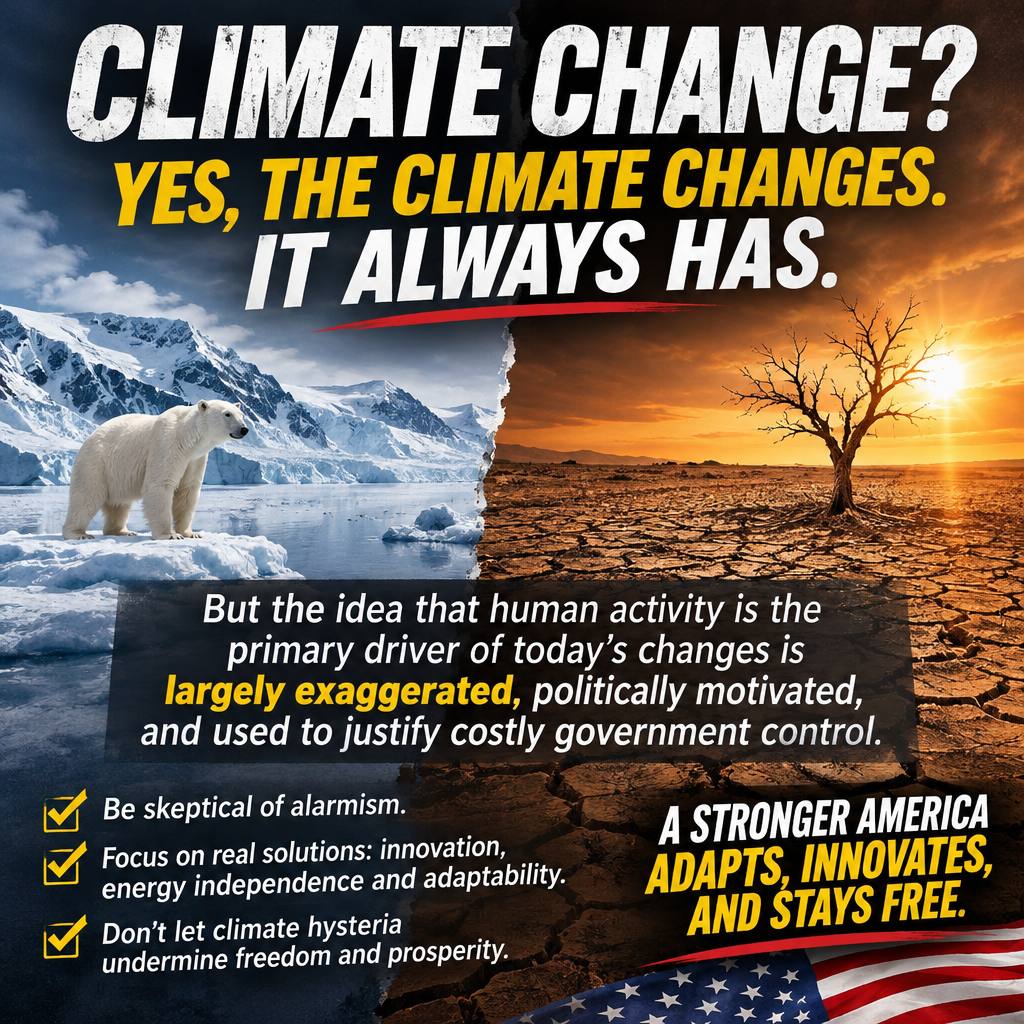 CLIMATE CHANGE?
YES, THE CLIMATE CHANGES.
IT ALWAYS HAS.
But the idea that human activity is the
primary driver of today's changes is
largely exaggerated, politically motivated,
and used to justify costly government control.
Be skeptical of alarmism.
Focus on real solutions: innovation,
energy independence and adaptability.
Don't let climate hysteria
undermine freedom and prosperity.
A STRONGER AMERICA
ADAPTS, INNOVATES,
AND STAYS FREE.